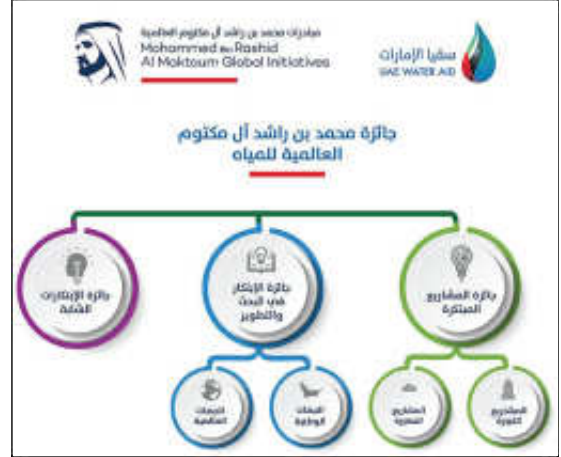 مبادرات محمد بن راشد آل مكتوم العالمية
Mohammed Bin Rashid
Al Maktoum Global Initiatives
سقيا الإمارات
UAE WATER AID
جائزة محمد بن راشد آل مكتوم
العالمية للمياه
جائزة المشاريع
المبتكرة
جائزة الإبتكار
في البحث
والتطوير
جائزة الإبتكارات
الشابة
المشاريع
الكبيرة
المشاريع
الصغيرة
الهيئات
الوطنية
الهيئات
العالمية